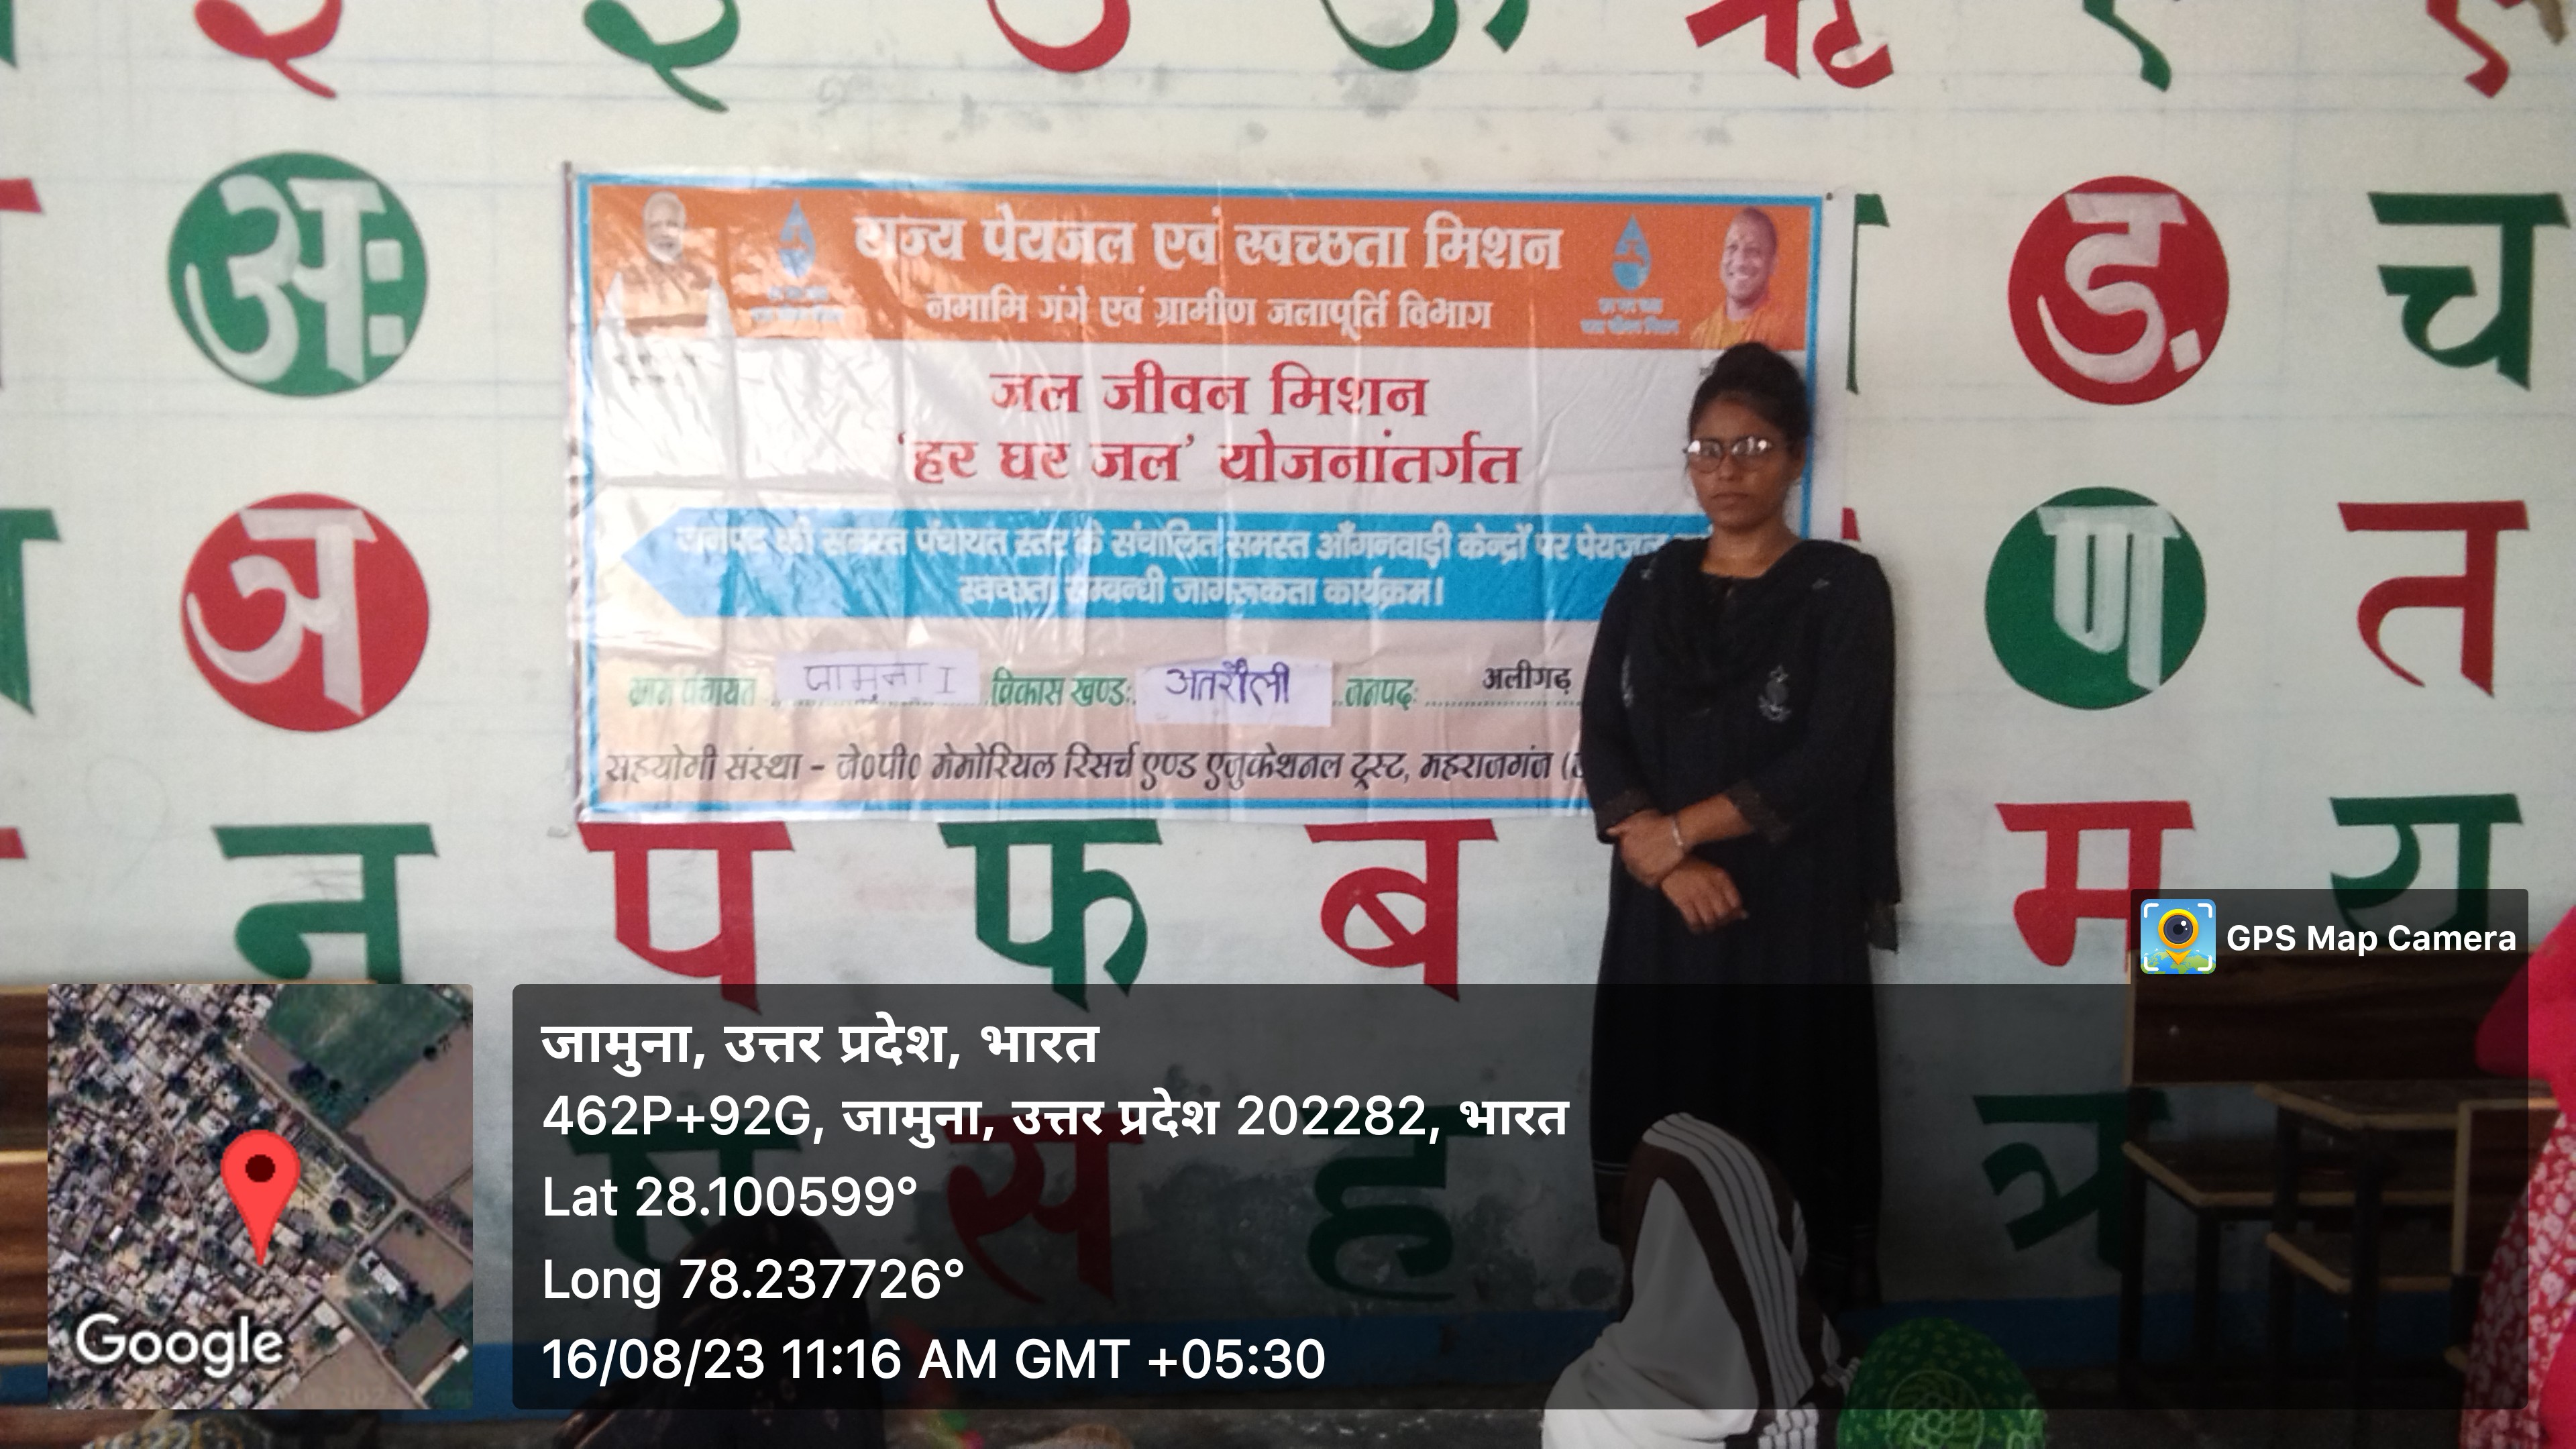 अः
ड.
च
राज्य पेयजल एवं स्वच्छता मिशन
नमामि गंगे एवं ग्रामीण जलापूर्ति विभाग
जल जीवन मिशन
'हर घर जल' योजनांतर्गत
जनपद की समस्त पंचायत स्तर के संचालित समस्त आँगनवाड़ी केन्द्रों पर पेयजल
स्वच्छता सम्बन्धी जागरूकता कार्यक्रम।
ञ
ण
त
ग्राम पंचायत जामुना I विकास खण्ड: अतरौली जनपद: अलीगढ़
सहयोगी संस्था - जे०पी० मेमोरियल रिसर्च एण्ड एजुकेशनल ट्रस्ट, महराजगंज
न प फ ब म य
GPS Map Camera
स ह त्र
जामुना, उत्तर प्रदेश, भारत
462P+92G, जामुना, उत्तर प्रदेश 202282, भारत
Lat 28.100599°
Long 78.237726°
16/08/23 11:16 AM GMT +05:30
Google